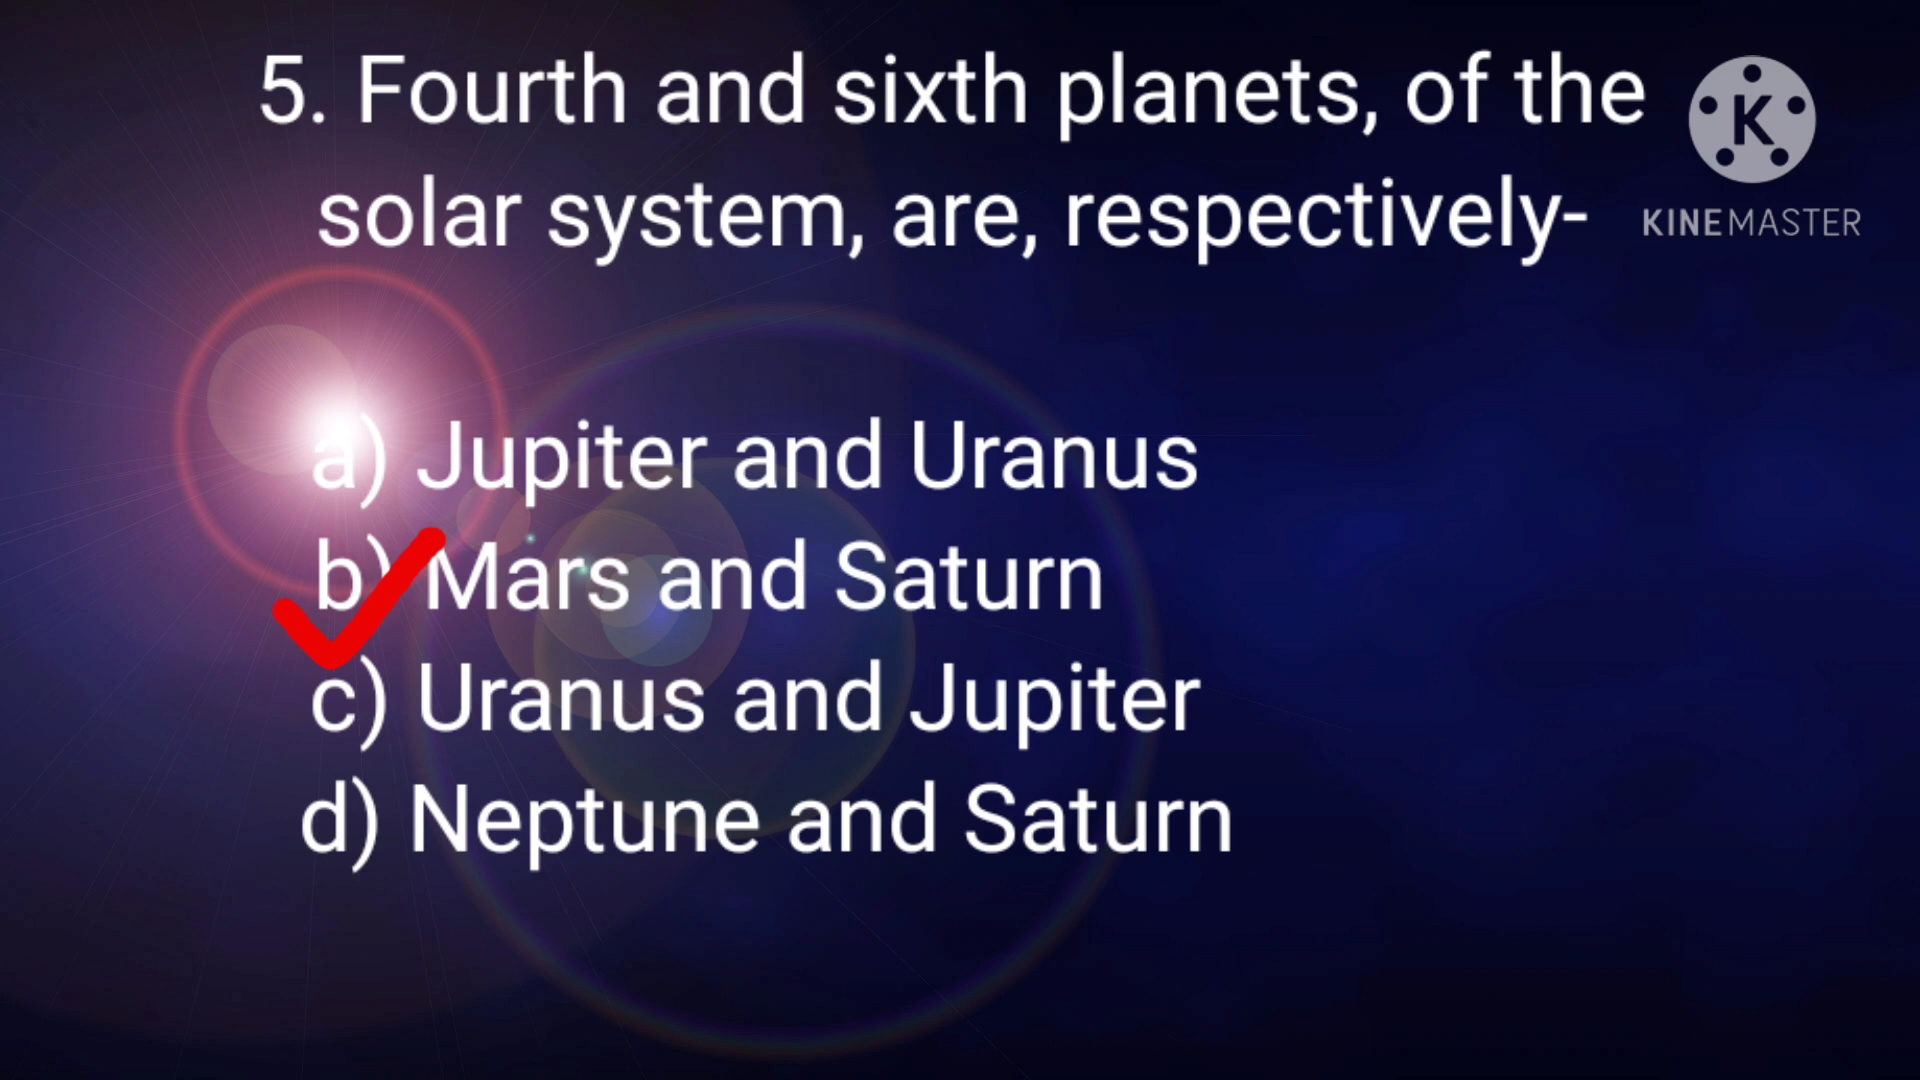 5. Fourth and sixth planets, of the
solar system, are, respectively-
K
KINEMASTER
a) Jupiter and Uranus
b) Mars and Saturn
c) Uranus and Jupiter
d) Neptune and Saturn